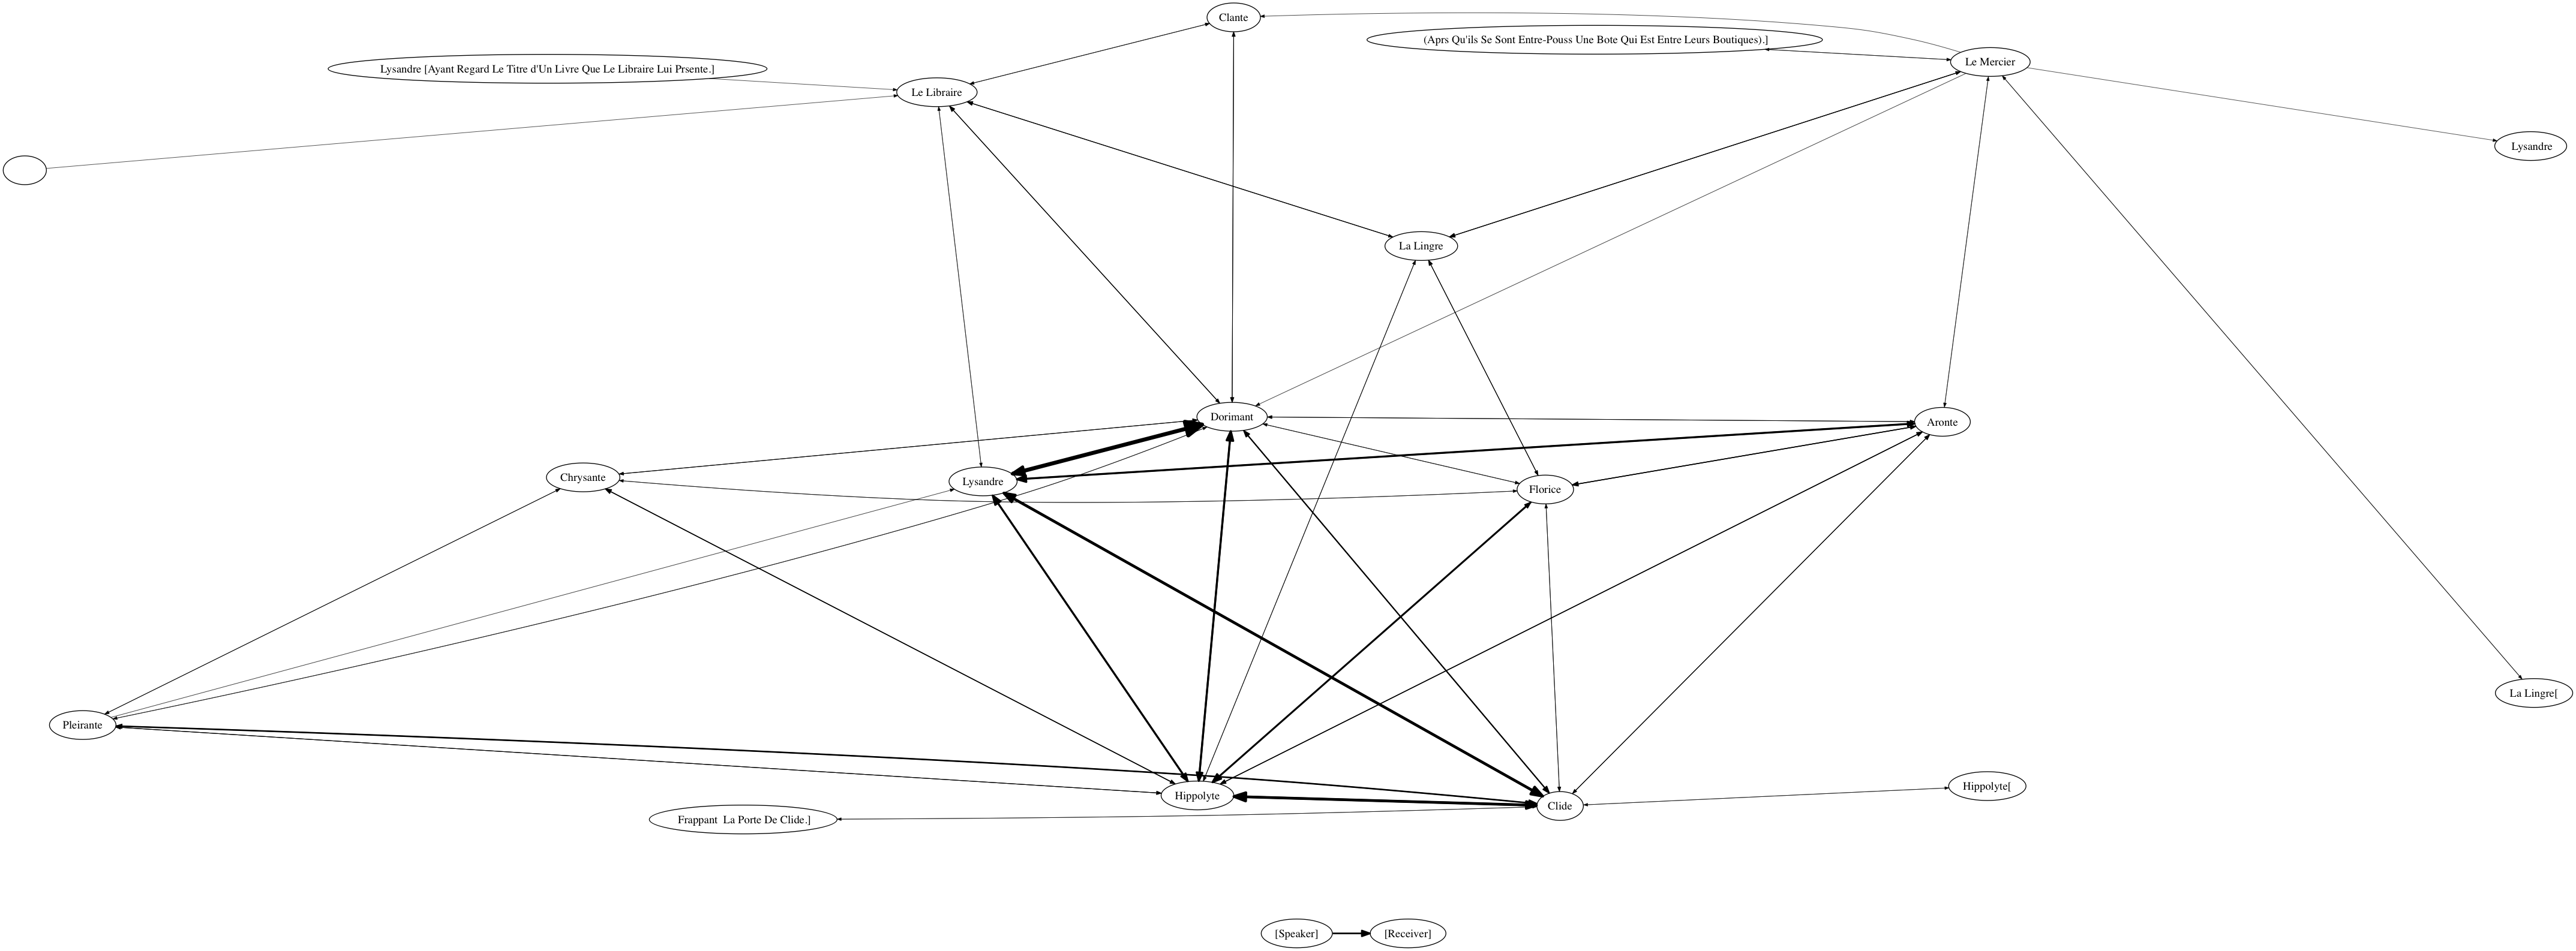 Clante
(Aprs Qu'ils Se Sont Entre-Pouss Une Bote Qui Est Entre Leurs Boutiques).]
Le Mercier
Lysandre [Ayant Regard Le Titre d'Un Livre Que Le Libraire Lui Prsente.]
Le Libraire
Lysandre
La Lingre
Dorimant
Aronte
Chrysante
Lysandre
Florice
La Lingre[
Pleirante
Hippolyte
Clide
Hippolyte[
Frappant  La Porte De Clide.]
[Speaker]
[Receiver]